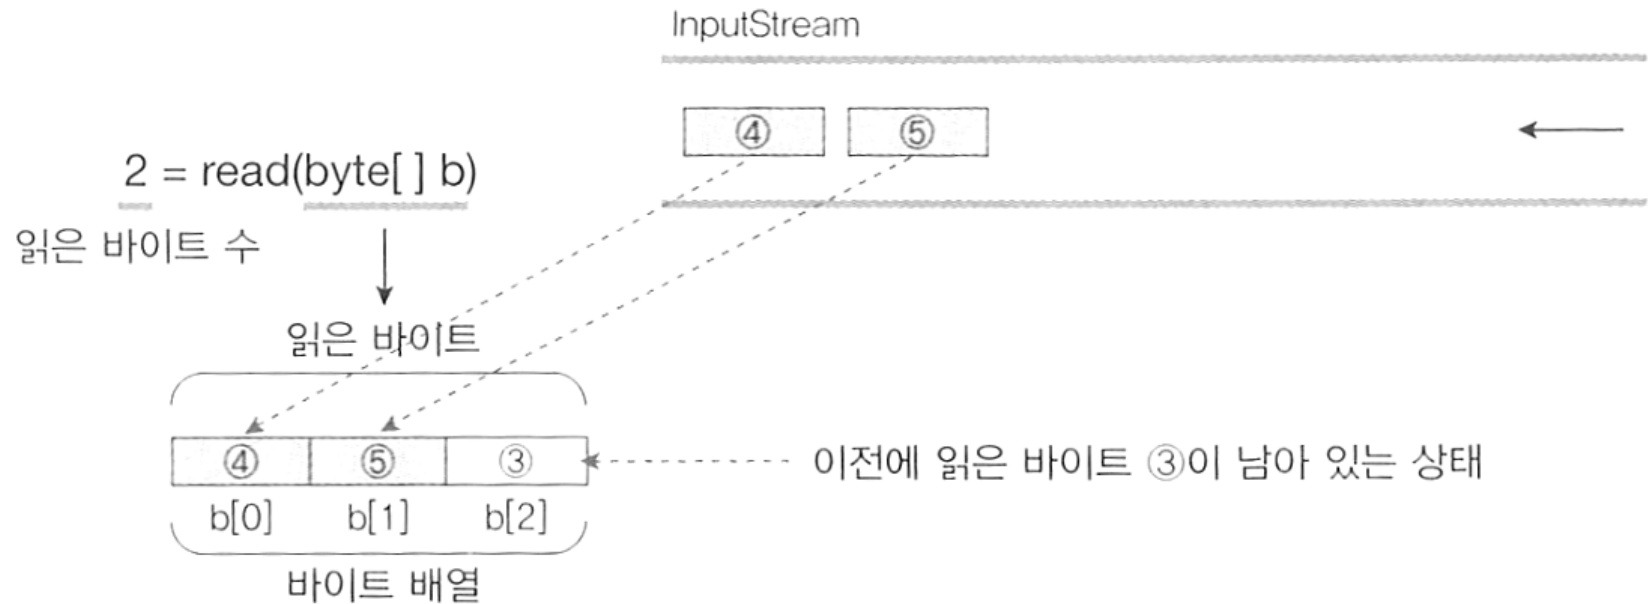 InputStream
④ ⑤
2 = read(byte[ ] b)
읽은 바이트 수
읽은 바이트
④ ⑤ ③
이전에 읽은 바이트 ③이 남아 있는 상태
b[0] b[1] b[2]
바이트 배열